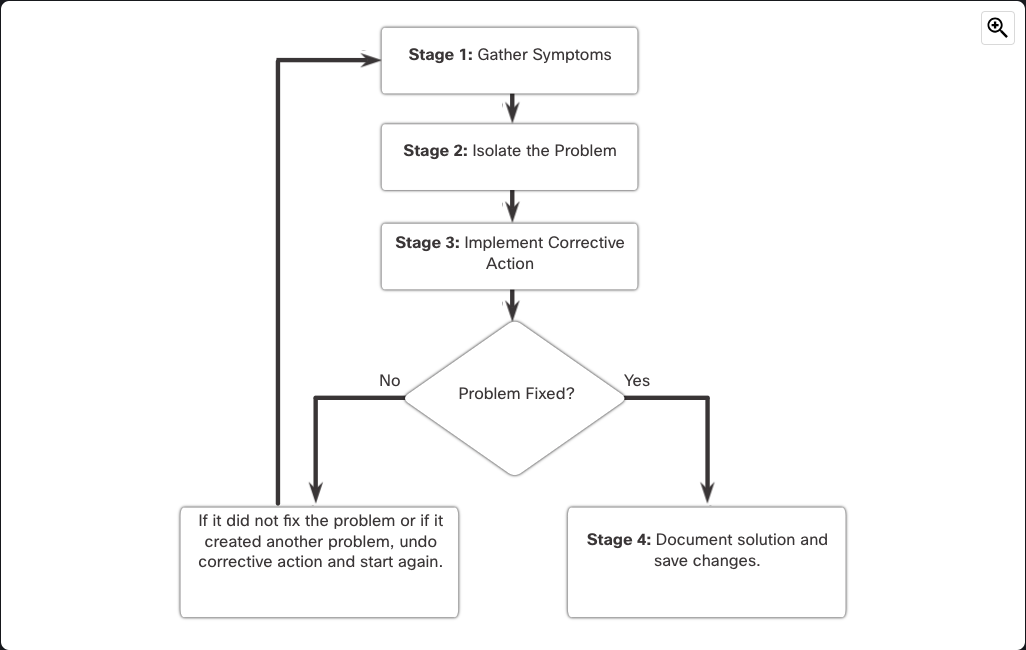 Stage 1: Gather Symptoms
Stage 2: Isolate the Problem
Stage 3: Implement Corrective
Action
Problem Fixed?
No
Yes
If it did not fix the problem or if it
created another problem, undo
corrective action and start again.
Stage 4: Document solution and
save changes.